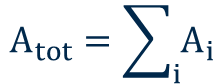 A_tot = ∑_i A_i